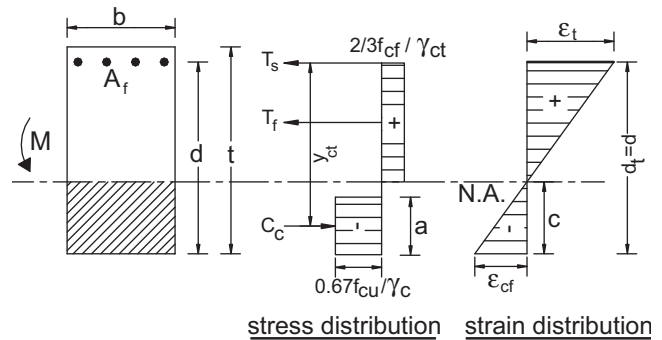 b
A_f
M
d
t
2/3f_cf / γ_ct
T_s
T_f
y_ct
C_c
a
0.67f_cu/γ_c
ε_t
d_t=d
N.A.
c
ε_cf
+
-
+
-
stress distribution
strain distribution